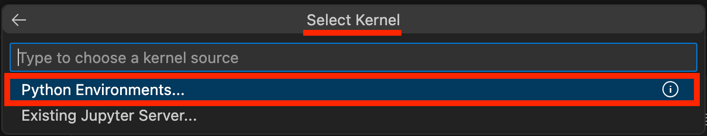 Select Kernel
Type to choose a kernel source
Python Environments...
Existing Jupyter Server...